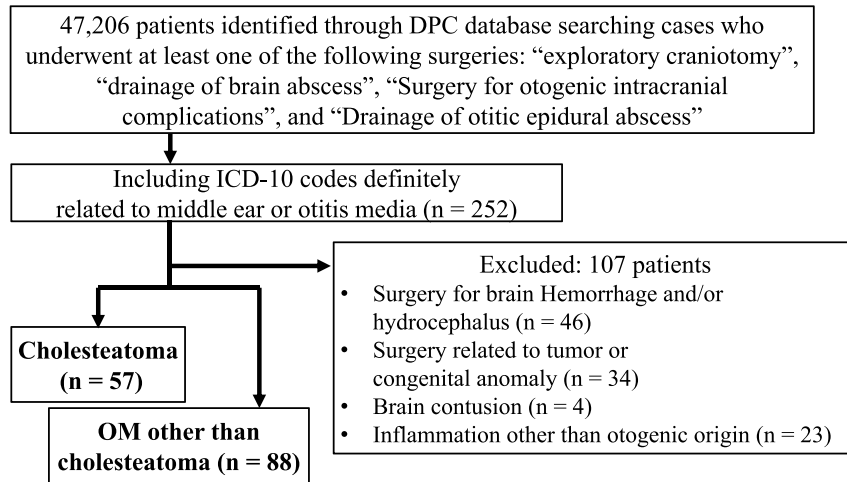 47,206 patients identified through DPC database searching cases who
underwent at least one of the following surgeries: “exploratory craniotomy”,
“drainage of brain abscess”, “Surgery for otogenic intracranial
complications”, and “Drainage of otitic epidural abscess”
Including ICD-10 codes definitely
related to middle ear or otitis media (n = 252)
Excluded: 107 patients
• Surgery for brain Hemorrhage and/or
hydrocephalus (n = 46)
• Surgery related to tumor or
congenital anomaly (n = 34)
• Brain contusion (n = 4)
• Inflammation other than otogenic origin (n = 23)
Cholesteatoma
(n = 57)
OM other than
cholesteatoma (n = 88)